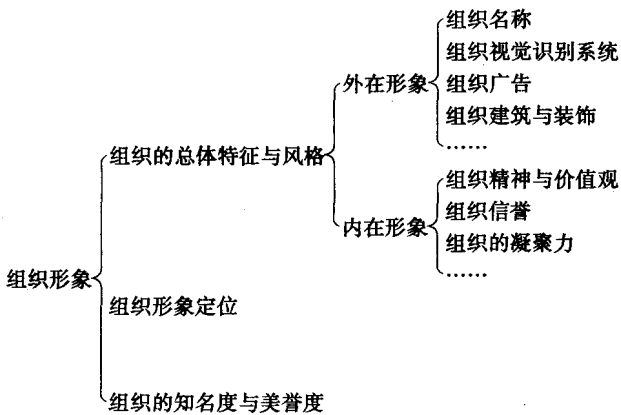 组织名称
组织视觉识别系统
外在形象
组织广告
组织建筑与装饰
……
组织的总体特征与风格
组织精神与价值观
组织信誉
内在形象
组织的凝聚力
……
组织形象
组织形象定位
组织的知名度与美誉度